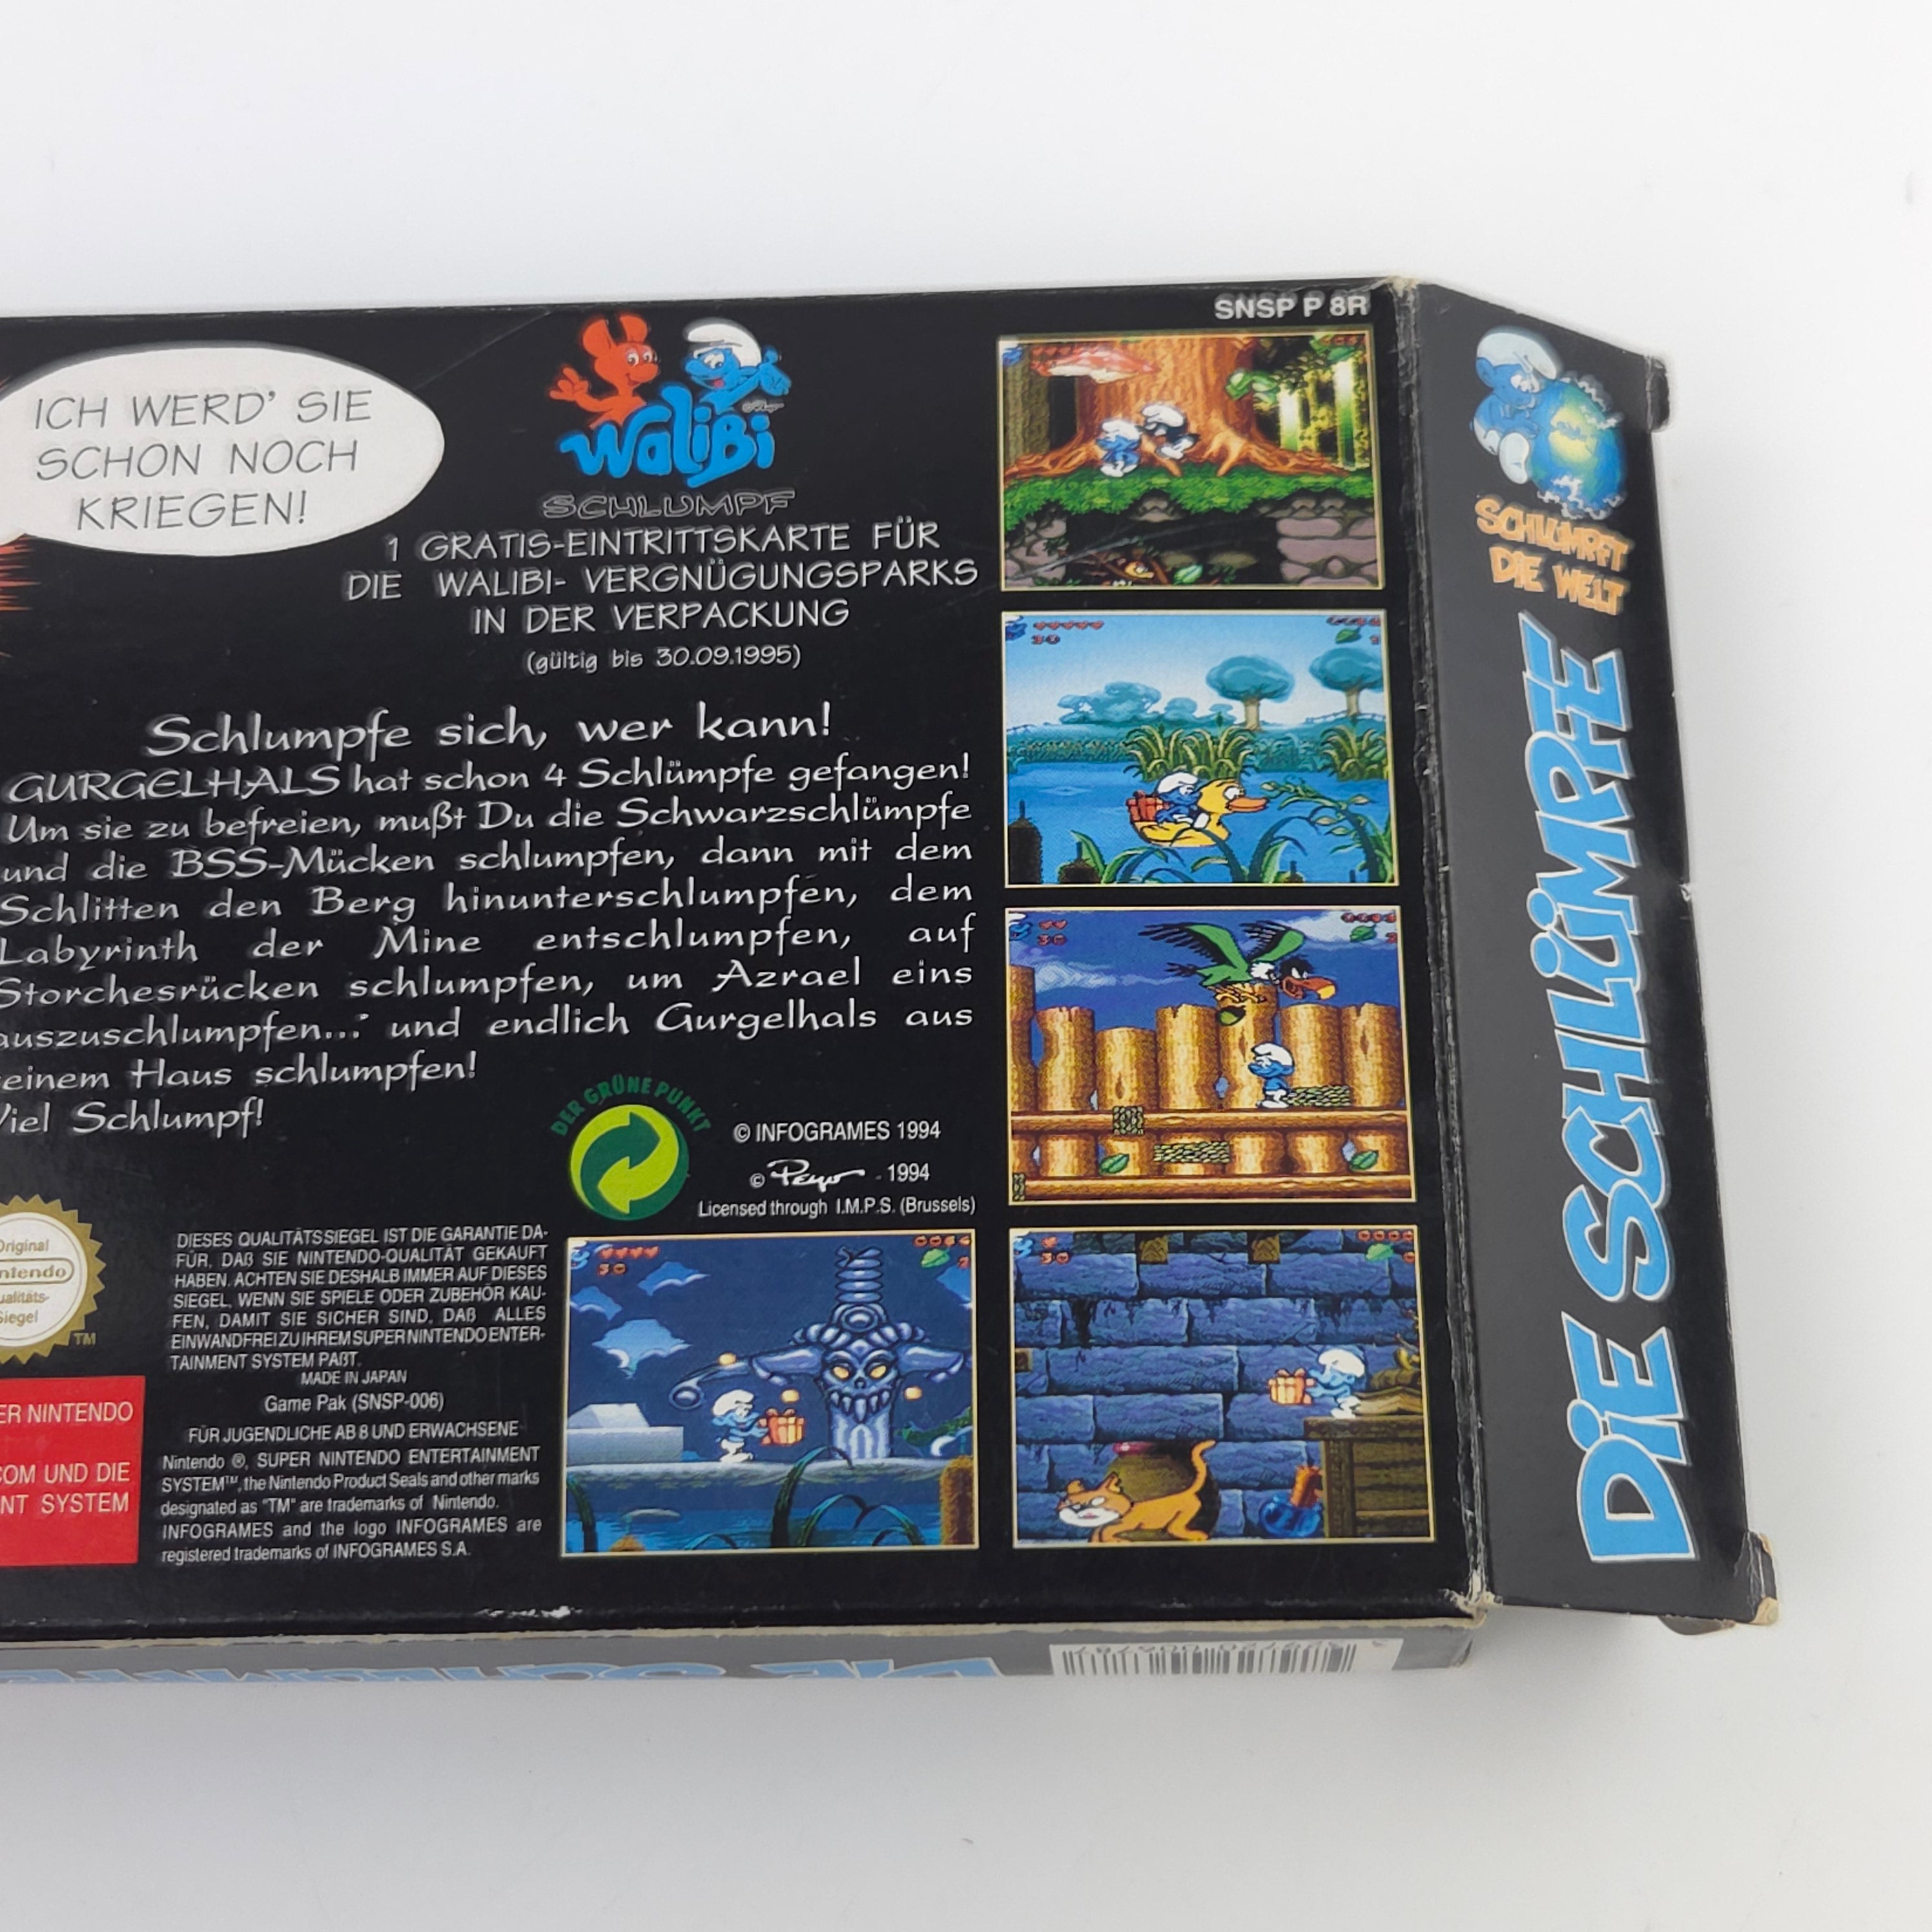 SNSP P 8R
ICH WERD' SIE
SCHON NOCH
KRIEGEN!
WALIBI
SCHLUMPF
1 GRATIS-EINTRITTSKARTE FÜR
DIE WALIBI- VERGNÜGUNGSPARKS
IN DER VERPACKUNG
(gültig bis 30.09.1995)
Schlumpfe sich, wer kann!
GURGELHALS hat schon 4 Schlümpfe gefangen!
Um sie zu befreien, mußt Du die Schwarzschlümpfe
und die BSS-Mücken schlumpfen, dann mit dem
Schlitten den Berg hinunterschlumpfen, dem
Labyrinth der Mine entschlumpfen, auf
Storchesrücken schlumpfen, um Azrael eins
auszuschlumpfen... und endlich Gurgelhals aus
einem Haus schlumpfen!
Viel Schlumpf!
DER GRÜNE PUNKT
© INFOGRAMES 1994
© Peyo - 1994
Licensed through I.M.P.S. (Brussels)
Original
Nintendo
Qualitäts-
Siegel
TM
DIESES QUALITÄTSSIEGEL IST DIE GARANTIE DA-
FÜR, DAß SIE NINTENDO-QUALITÄT GEKAUFT
HABEN. ACHTEN SIE DESHALB IMMER AUF DIESES
SIEGEL, WENN SIE SPIELE ODER ZUBEHÖR KAU-
FEN, DAMIT SIE SICHER SIND, DAß ALLES
EINWANDFREI ZU IHREM SUPER NINTENDO ENTER-
TAINMENT SYSTEM PAßT.
MADE IN JAPAN
Game Pak (SNSP-006)
FÜR JUGENDLICHE AB 8 UND ERWACHSENE
Nintendo ®, SUPER NINTENDO ENTERTAINMENT
SYSTEM™, the Nintendo Product Seals and other marks
designated as "TM" are trademarks of Nintendo.
INFOGRAMES and the logo INFOGRAMES are
registered trademarks of INFOGRAMES S.A.
ER NINTENDO
COM UND DIE
NT SYSTEM
SCHLUMPFT
DIE WELT
DIE SCHLÜMPFE